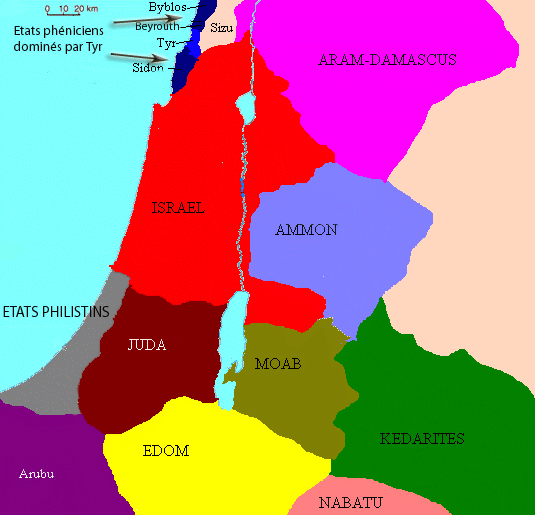 0 10 20 km
Byblos
Etats phéniciens
dominés par Tyr
Beyrouth
Sizu
Tyr
Sidon
ARAM-DAMASCUS
ISRAEL
AMMON
ETATS PHILISTINS
JUDA
MOAB
KEDARITES
EDOM
Arubu
NABATU